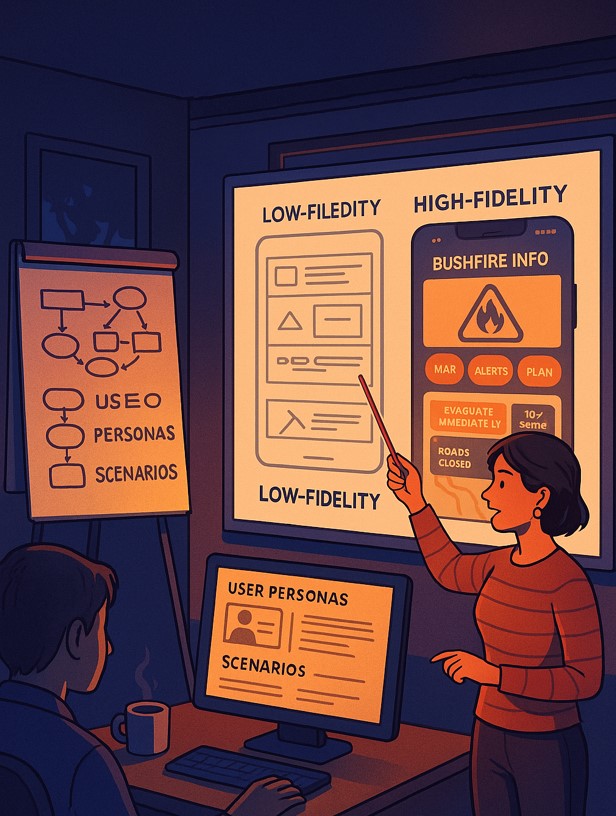 LOW-FILEDITY
HIGH-FIDELITY
BUSHFIRE INFO
MAR
ALERTS
PLAN
EVAGUATE
MMEDIATE LY
10-/
seme
ROADS
CLOSED
LOW-FIDELITY
USEO
PERSONAS
SCENARIOS
USER PERSONAS
SCENARIOS